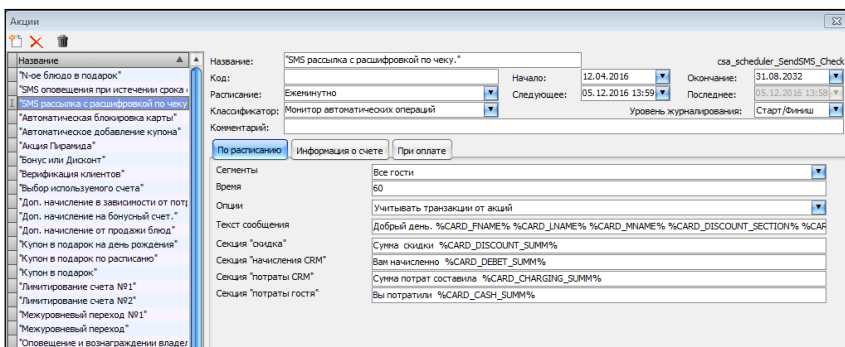 Акции
Название
"N-ое блюдо в подарок"
"SMS оповещения при истечении срока
"SMS рассылка с расшифровкой по чеку
"Автоматическая блокировка карты"
"Автоматическое добавление купона"
"Акция Пирамида"
"Бонус или Дисконт"
"Верификация клиентов"
"Выбор используемого счета"
"Доп. начисление в зависимости от
"Доп. начисление на бонусный счет."
"Доп. начисление от продажи блюд"
"Купон в подарок на день рождения"
"Купон в подарок по расписанию"
"Купон в подарок"
"Лимитирование счета №1"
"Лимитирование счета №2"
"Межуровневый переход №1"
"Межуровневый переход"
"Оповещение и вознаграждении
Название: "SMS рассылка с расшифровкой по чеку." csa_scheduler_SendSMS_Check
Код: Начало: 12.04.2016 Окончание: 31.08.2032
Расписание: Ежеминутно Следующее: 05.12.2016 13:59 Последнее: 05.12.2016 13:58
Классификатор: Монитор автоматических операций Уровень журналирования: Старт/Финиш
Комментарий:
По расписанию Информация о счете При оплате
Сегменты Все гости
Время 60
Опции Учитывать транзакции от акций
Текст сообщения Добрый день. %CARD_FNAME% %CARD_LNAME% %CARD_MNAME% %CARD_DISCOUNT_SECTION% %CAR
Секция "скидка" Сумма скидки %CARD_DISCOUNT_SUMM%
Секция "начисления CRM" Вам начисленно %CARD_DEBET_SUMM%
Секция "потраты CRM" Сумма потрат составила %CARD_CHARGING_SUMM%
Секция "потраты гостя" Вы потратили %CARD_CASH_SUMM%